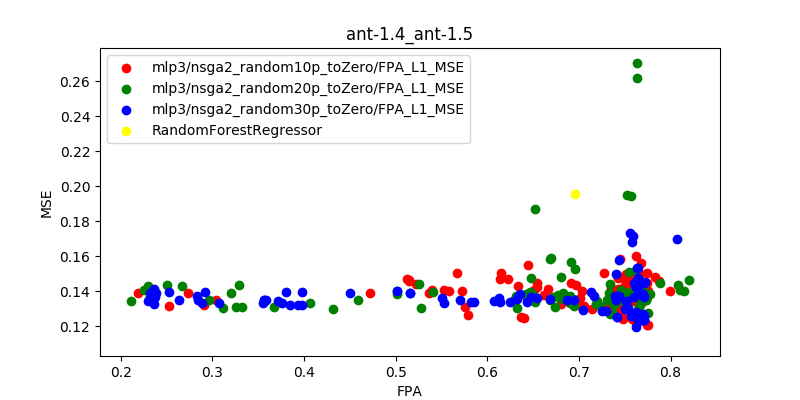 ant-1.4_ant-1.5
mlp3/nsga2_random10p_toZero/FPA_L1_MSE
mlp3/nsga2_random20p_toZero/FPA_L1_MSE
mlp3/nsga2_random30p_toZero/FPA_L1_MSE
RandomForestRegressor
MSE
0.26
0.24
0.22
0.20
0.18
0.16
0.14
0.12
0.2 0.3 0.4 0.5 0.6 0.7 0.8
FPA